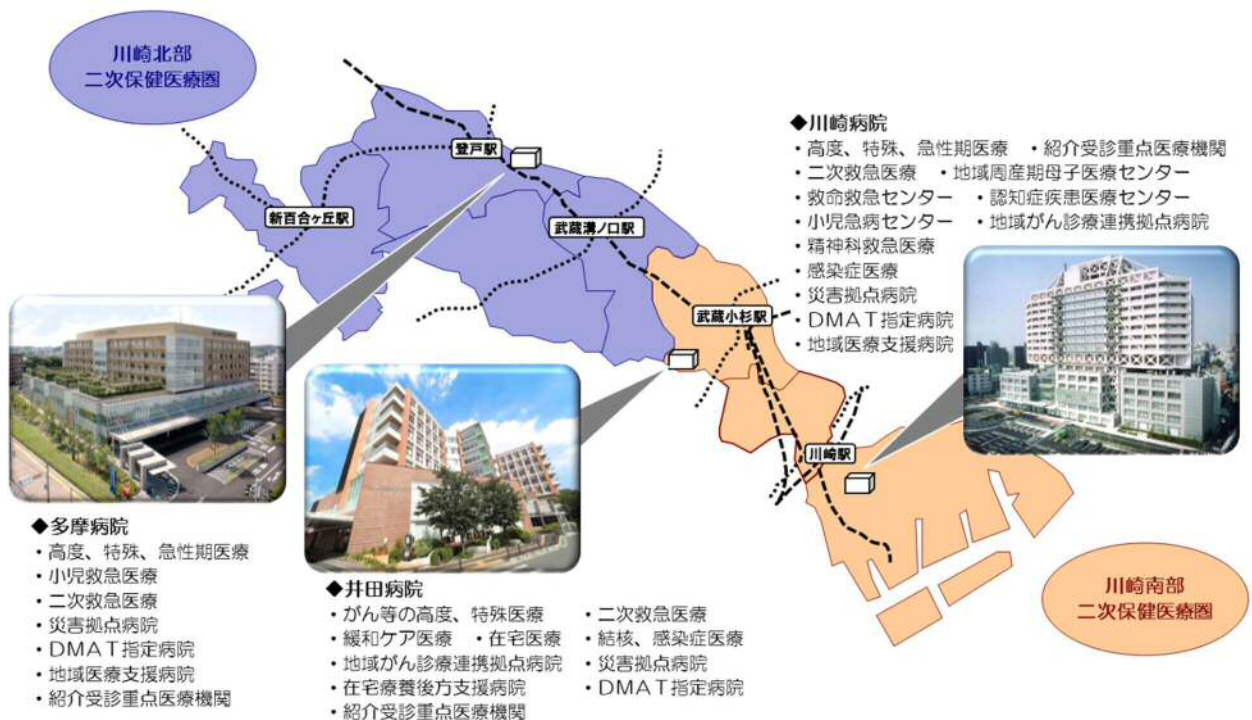 川崎北部
二次保健医療圏
登戸駅
新百合ヶ丘駅
武蔵溝ノ口駅
武蔵小杉駅
川崎駅
◆川崎病院
・高度、特殊、急性期医療　・紹介受診重点医療機関
・二次救急医療　・地域周産期母子医療センター
・救命救急センター　・認知症疾患医療センター
・小児急病センター　・地域がん診療連携拠点病院
・精神科救急医療
・感染症医療
・災害拠点病院
・DMAT指定病院
・地域医療支援病院
◆多摩病院
・高度、特殊、急性期医療
・小児救急医療
・二次救急医療
・災害拠点病院
・DMAT指定病院
・地域医療支援病院
・紹介受診重点医療機関
◆井田病院
・がん等の高度、特殊医療　・二次救急医療
・緩和ケア医療　・在宅医療　・結核、感染症医療
・地域がん診療連携拠点病院　・災害拠点病院
・在宅療養後方支援病院　・DMAT指定病院
・紹介受診重点医療機関
川崎南部
二次保健医療圏